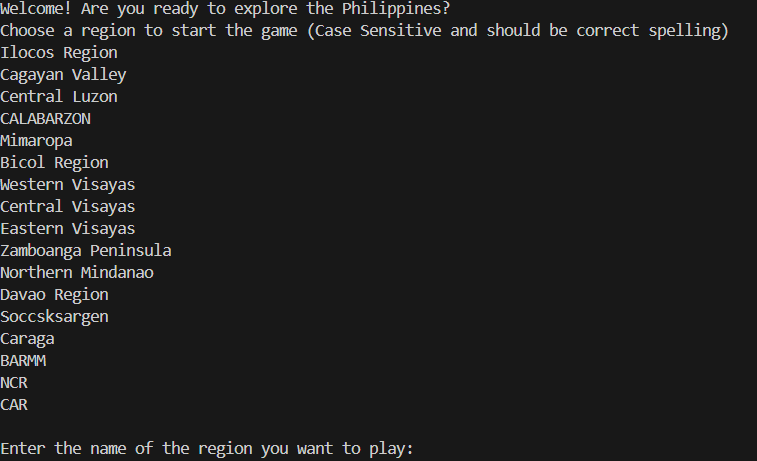 Welcome! Are you ready to explore the Philippines?
Choose a region to start the game (Case Sensitive and should be correct spelling)
Ilocos Region
Cagayan Valley
Central Luzon
CALABARZON
Mimaropa
Bicol Region
Western Visayas
Central Visayas
Eastern Visayas
Zamboanga Peninsula
Northern Mindanao
Davao Region
Soccsksargen
Caraga
BARMM
NCR
CAR
Enter the name of the region you want to play: